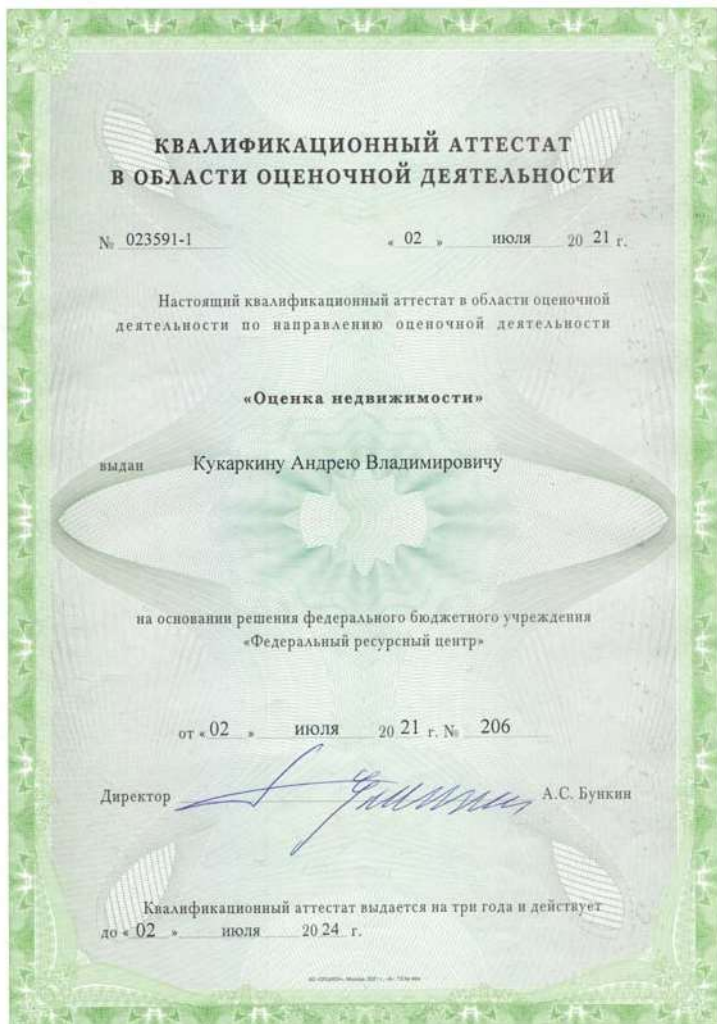 КВАЛИФИКАЦИОННЫЙ АТТЕСТАТ
В ОБЛАСТИ ОЦЕНОЧНОЙ ДЕЯТЕЛЬНОСТИ
№ 023591-1 « 02 » июля 20 21 г.
Настоящий квалификационный аттестат в области оценочной
деятельности по направлению оценочной деятельности
«Оценка недвижимости»
выдан Кукаркину Андрею Владимировичу
на основании решения федерального бюджетного учреждения
«Федеральный ресурсный центр»
от « 02 » июля 20 21 г. № 206
Директор А.С. Бункин
Квалификационный аттестат выдается на три года и действует
до « 02 » июля 20 24 г.